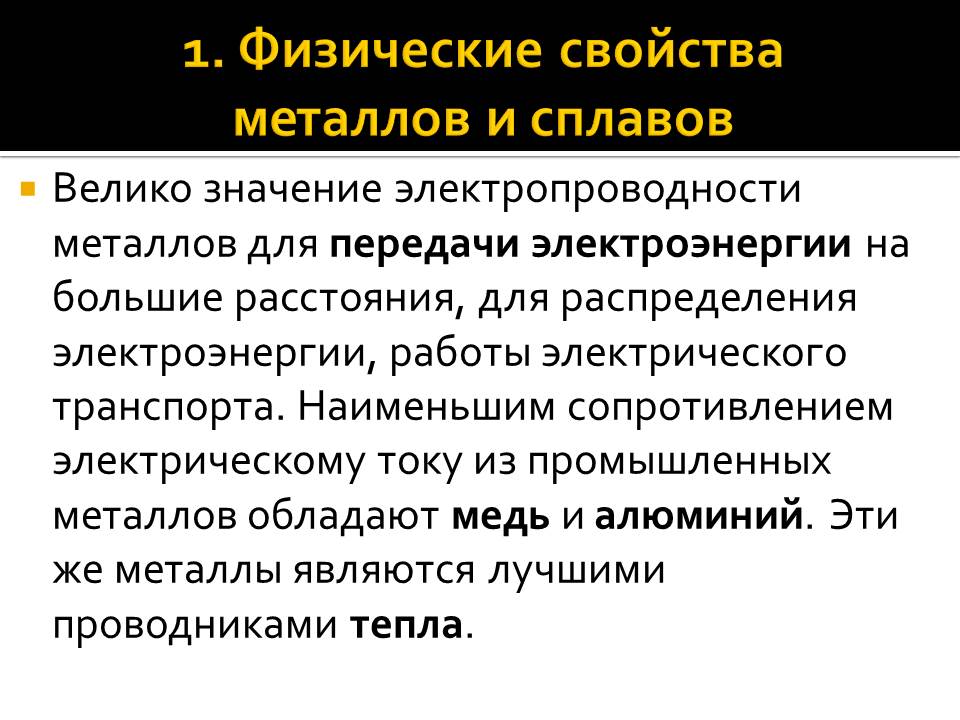 1. Физические свойства
металлов и сплавов
Велико значение электропроводности
металлов для передачи электроэнергии на
большие расстояния, для распределения
электроэнергии, работы электрического
транспорта. Наименьшим сопротивлением
электрическому току из промышленных
металлов обладают медь и алюминий. Эти
же металлы являются лучшими
проводниками тепла.